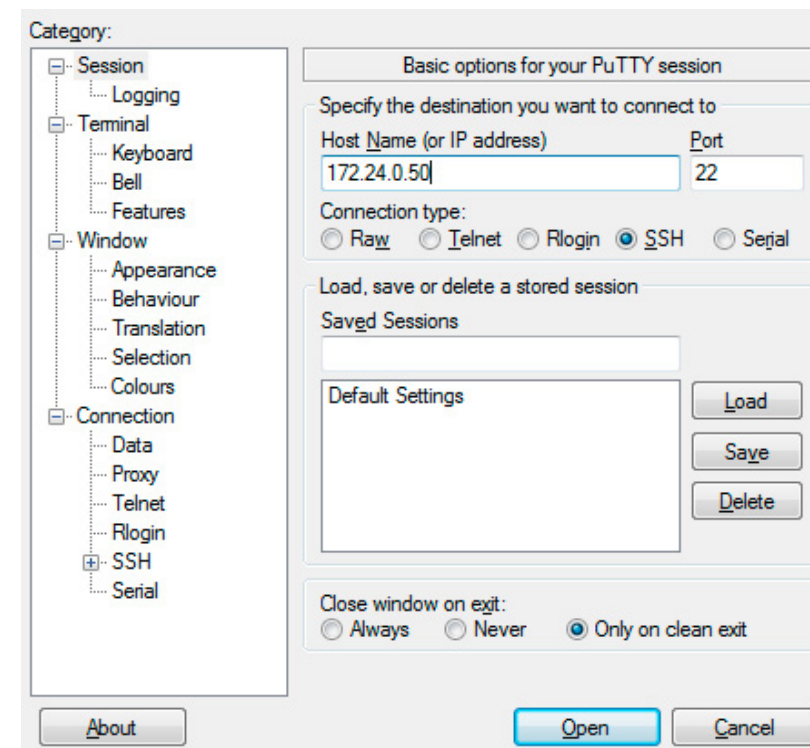 Category:
Session
Logging
Terminal
Keyboard
Bell
Features
Window
Appearance
Behaviour
Translation
Selection
Colours
Connection
Data
Proxy
Telnet
Rlogin
SSH
Serial
Basic options for your PuTTY session
Specify the destination you want to connect to
Host Name (or IP address) Port
172.24.0.50 22
Connection type:
Raw Telnet Rlogin SSH Serial
Load, save or delete a stored session
Saved Sessions
Default Settings
Load
Save
Delete
Close window on exit:
Always Never Only on clean exit
About Open Cancel